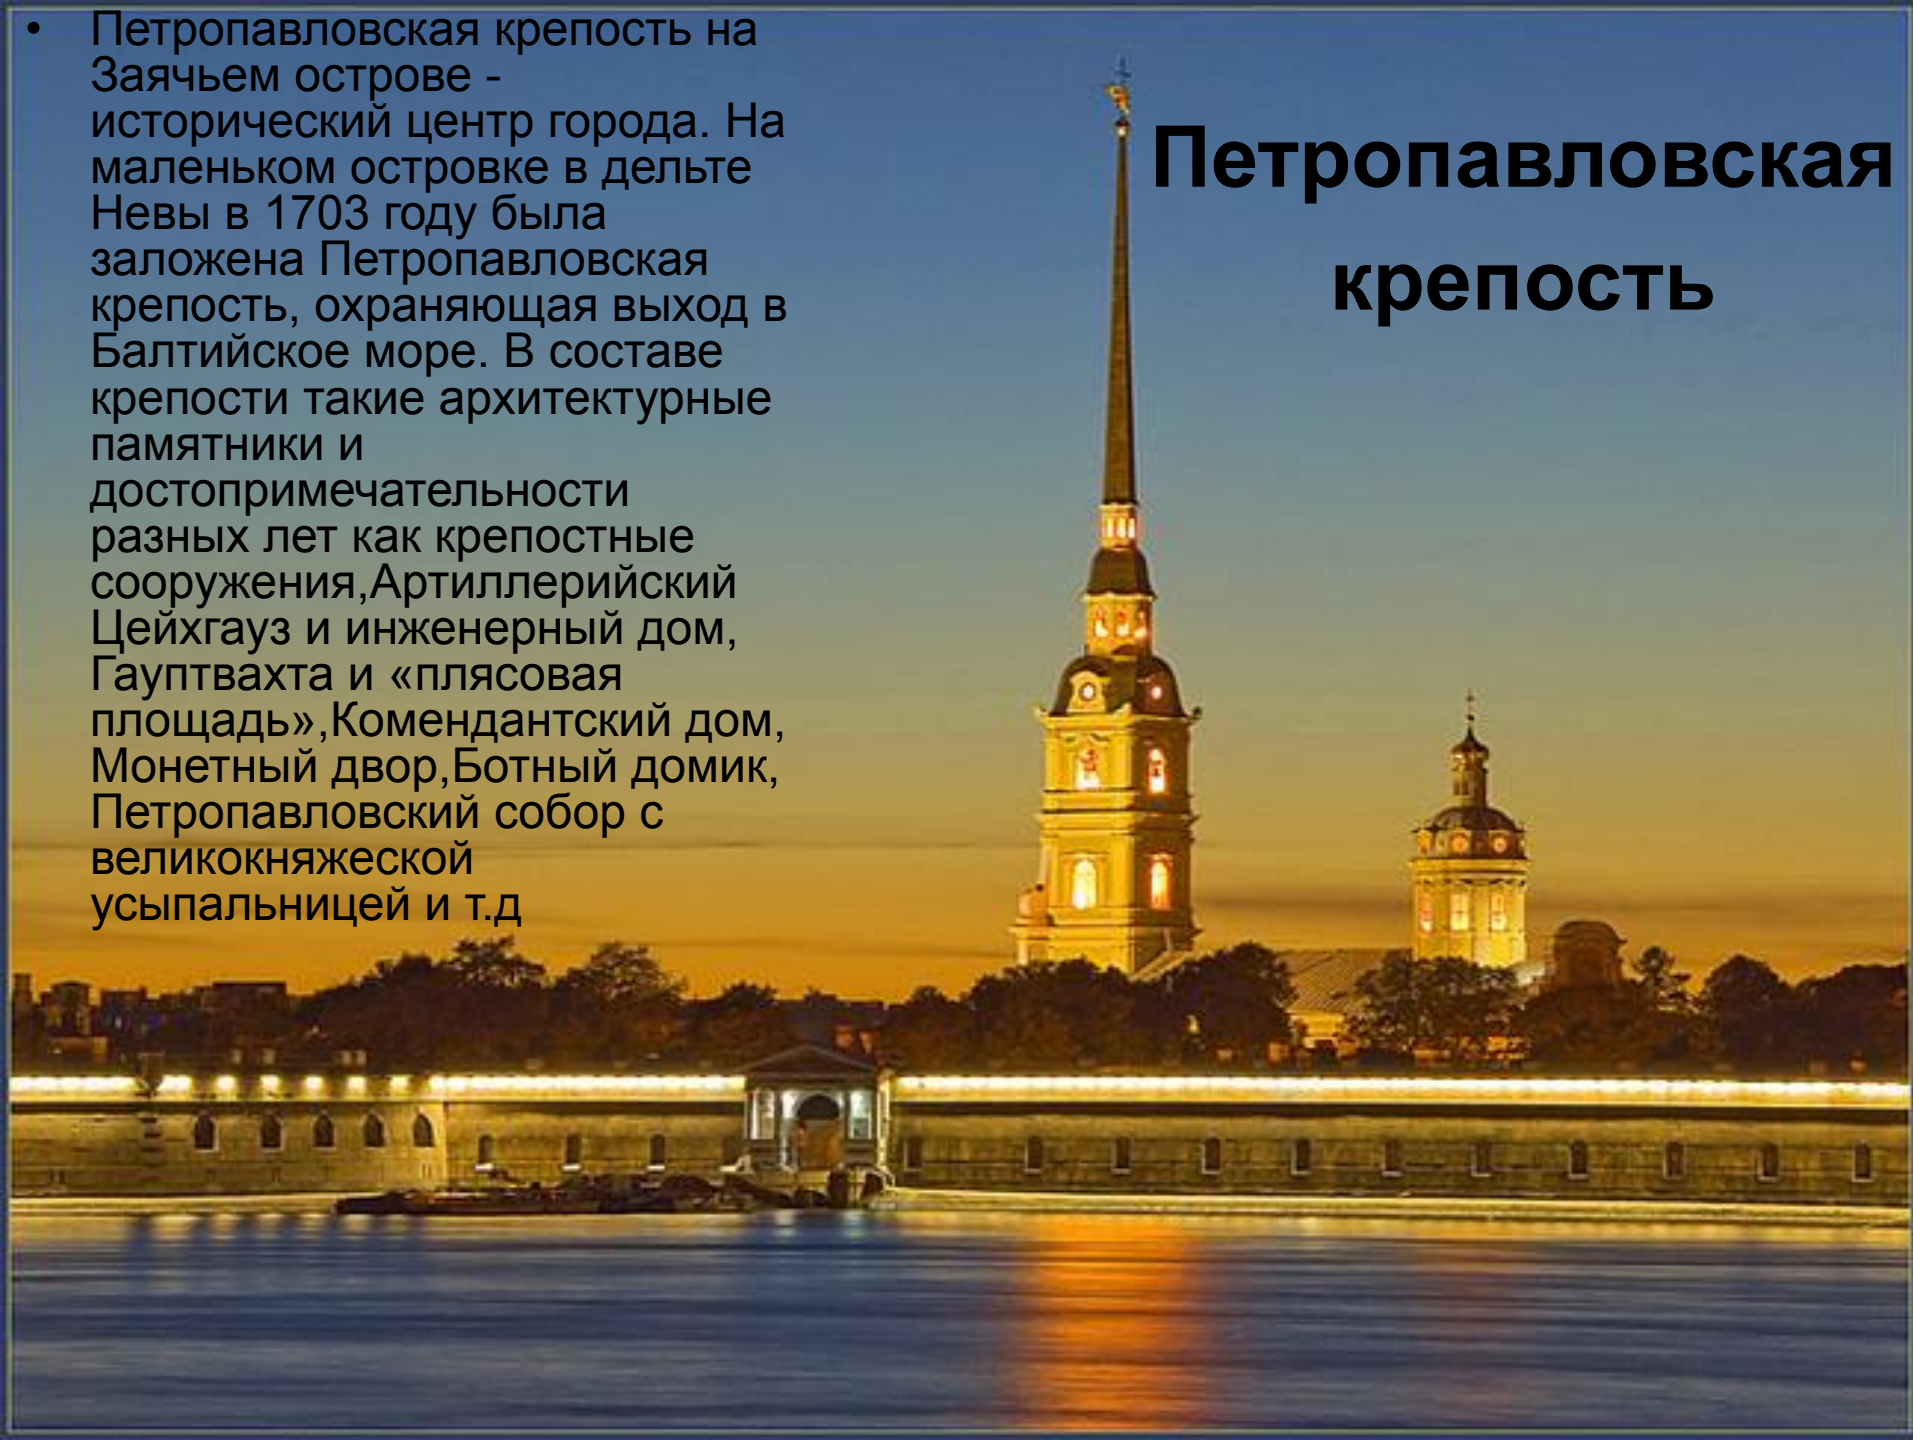 • Петропавловская крепость на
Заячьем острове -
исторический центр города. На
маленьком островке в дельте
Невы в 1703 году была
заложена Петропавловская
крепость, охраняющая выход в
Балтийское море. В составе
крепости такие архитектурные
памятники и
достопримечательности
разных лет как крепостные
сооружения,Артиллерийский
Цейхгауз и инженерный дом,
Гауптвахта и «плясовая
площадь»,Комендантский дом,
Монетный двор,Ботный домик,
Петропавловский собор с
великокняжеской
усыпальницей и т.д
Петропавловская
крепость